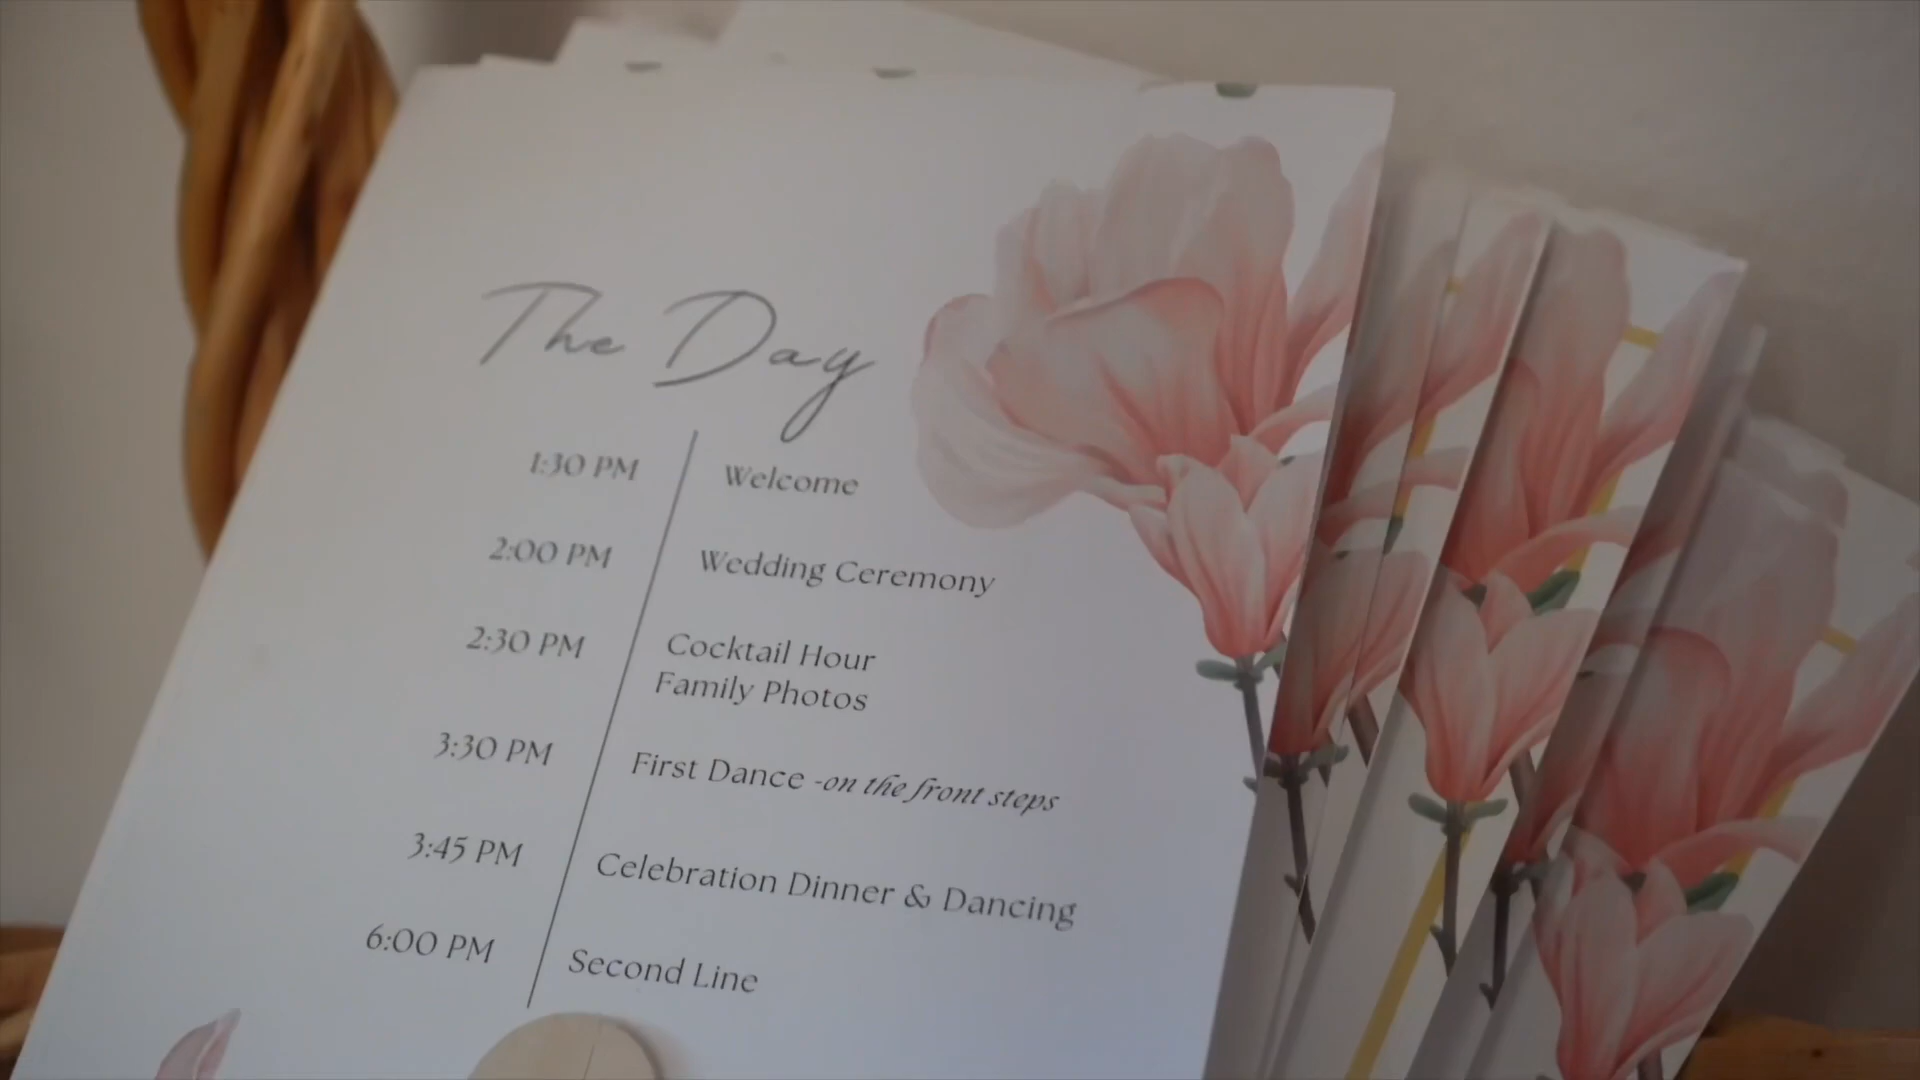 The Day
1:30 PM Welcome
2:00 PM Wedding Ceremony
2:30 PM Cocktail Hour
Family Photos
3:30 PM First Dance -on the front steps
3:45 PM Celebration Dinner & Dancing
6:00 PM Second Line